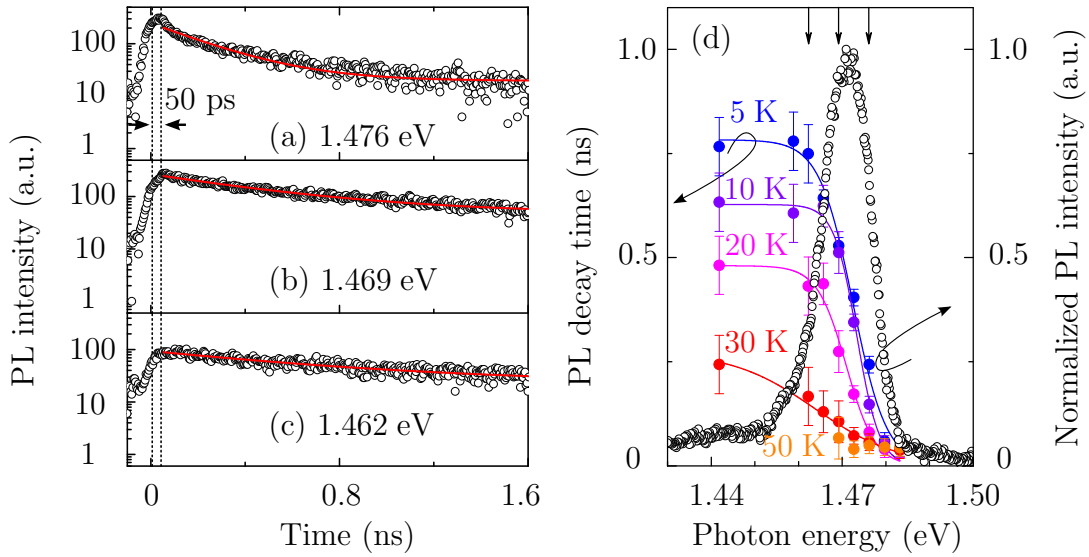 PL intensity (a.u.)
100
10
1
50 ps
(a) 1.476 eV
100
10
1
(b) 1.469 eV
100
10
1
(c) 1.462 eV
0
0.8
1.6
Time (ns)
(d)
PL decay time (ns)
1.0
0.5
0
5 K
10 K
20 K
30 K
50 K
1.0
0.5
0
Normalized PL intensity (a.u.)
1.44
1.47
1.50
Photon energy (eV)